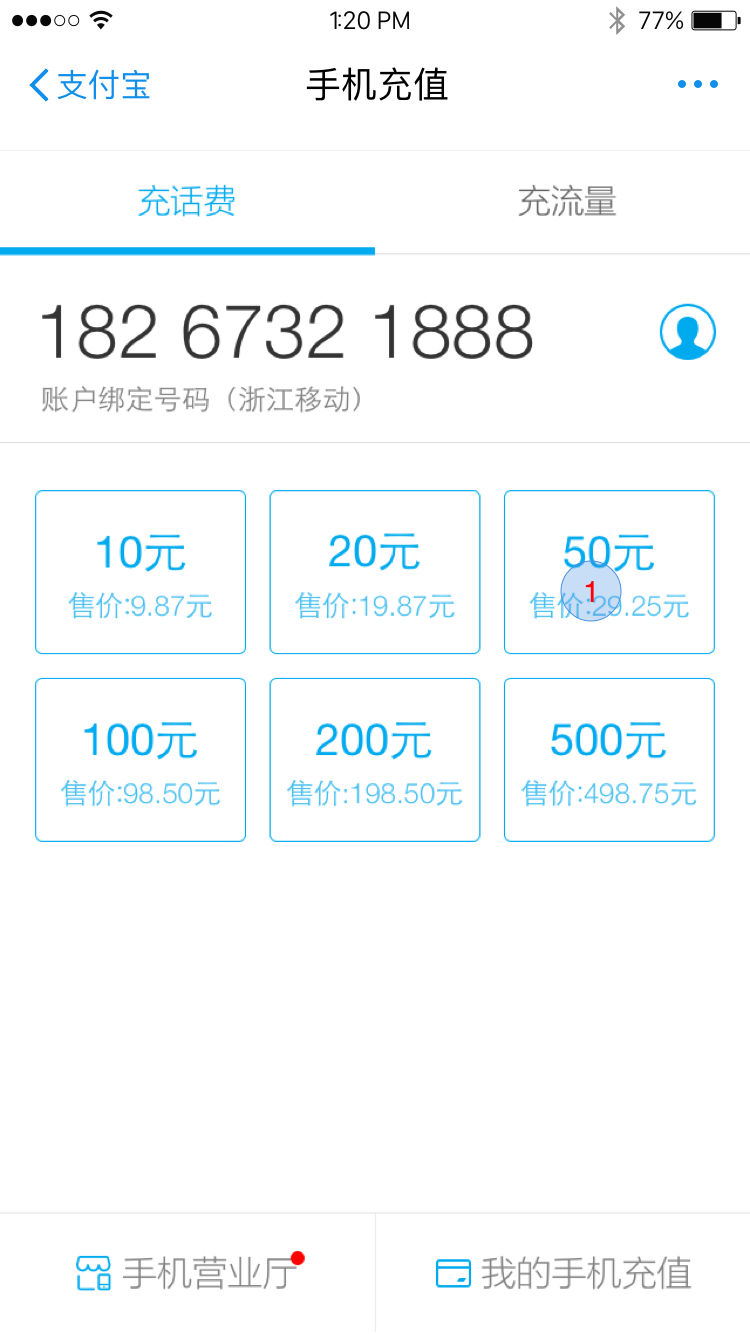 1:20 PM 77%
支付宝 手机充值
充话费 充流量
182 6732 1888
账户绑定号码（浙江移动）
10元 20元 50元
1
售价:9.87元 售价:19.87元 售价:29.25元
100元 200元 500元
售价:98.50元 售价:198.50元 售价:498.75元
手机营业厅 我的手机充值